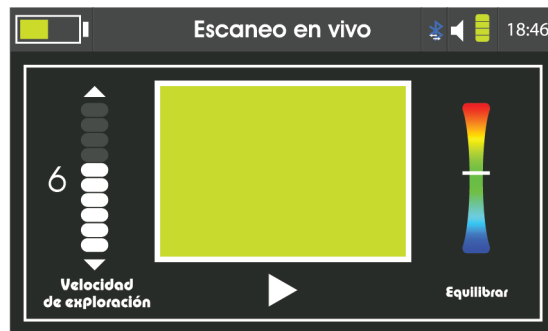 Escaneo en vivo
18:46
6
Velocidad
de exploración
Equilibrar